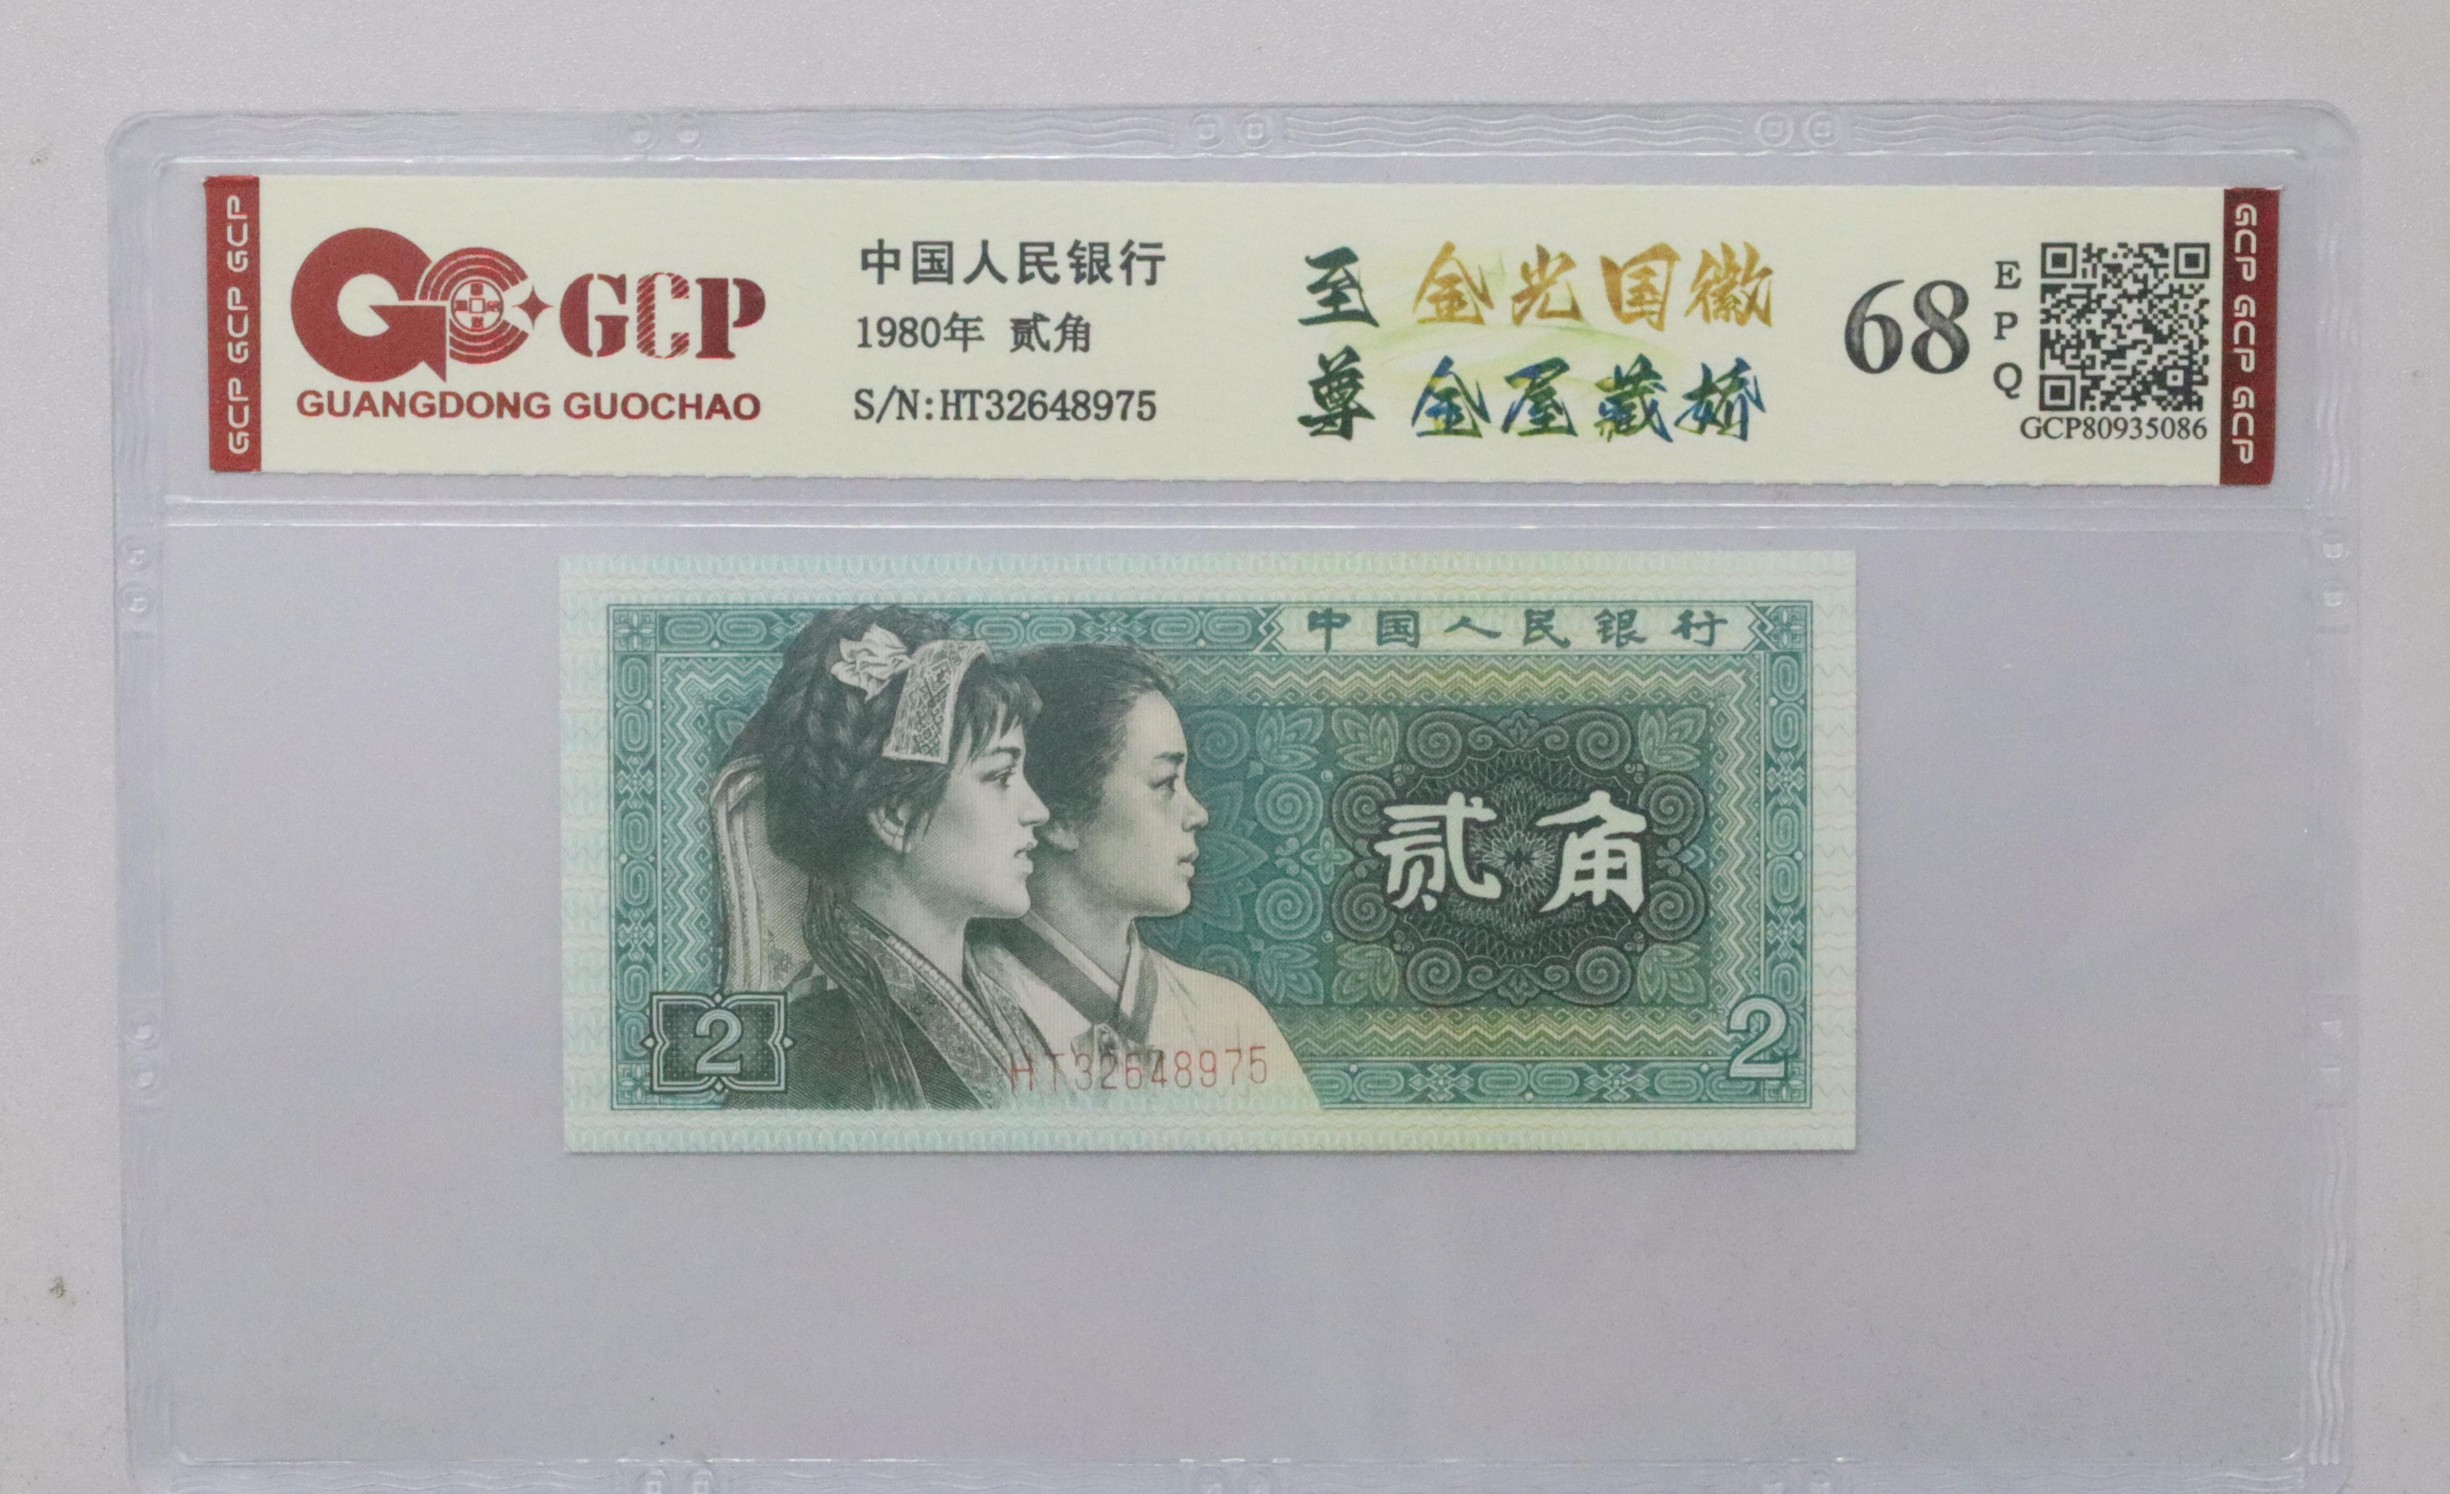 GCP GCP GCP
GCP
GUANGDONG GUOCHAO
中国人民银行
1980年 贰角
S/N:HT32648975
至尊
金光国徽
金屋藏娇
68
EPQ
GCP80935086
GCP GCP GCP
中国人民银行
贰角
2
2
HT32648975